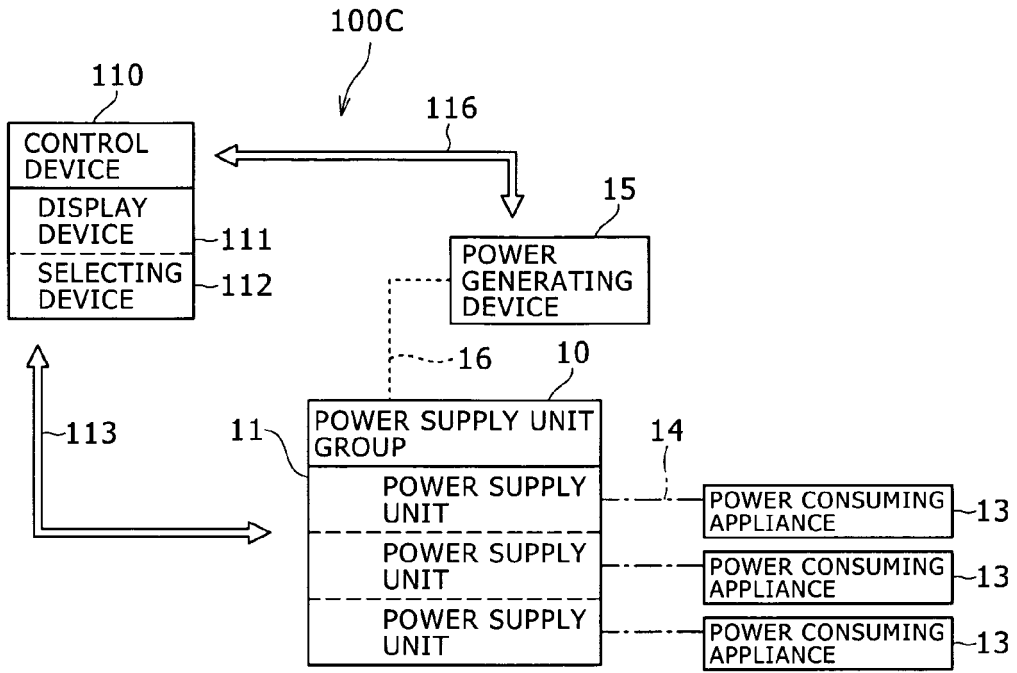 100C
110
CONTROL
DEVICE
DISPLAY
DEVICE
111
SELECTING
DEVICE
112
116
15
POWER
GENERATING
DEVICE
16
10
113
11
POWER SUPPLY UNIT
GROUP
POWER SUPPLY
UNIT
POWER SUPPLY
UNIT
POWER SUPPLY
UNIT
14
POWER CONSUMING
APPLIANCE
13
POWER CONSUMING
APPLIANCE
13
POWER CONSUMING
APPLIANCE
13